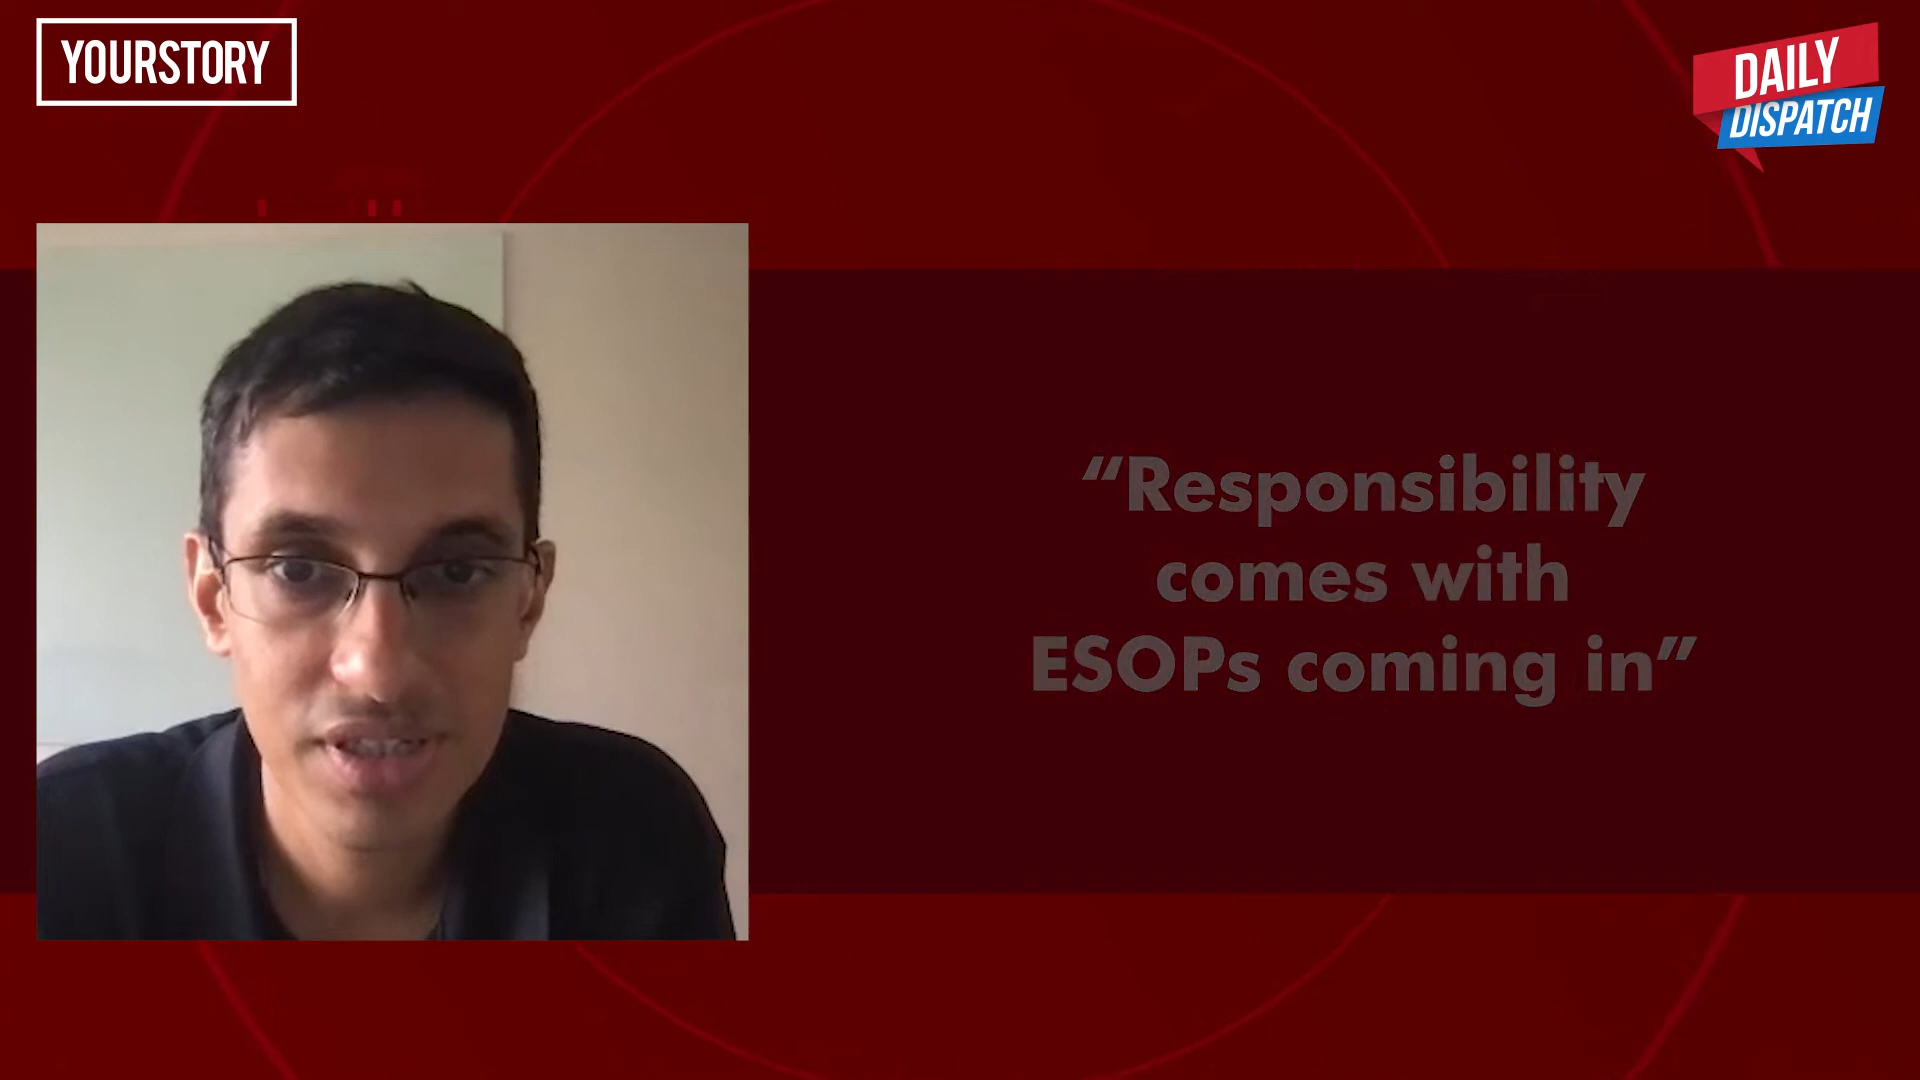 YOURSTORY
DAILY
DISPATCH
“Responsibility
comes with
ESOPs coming in”